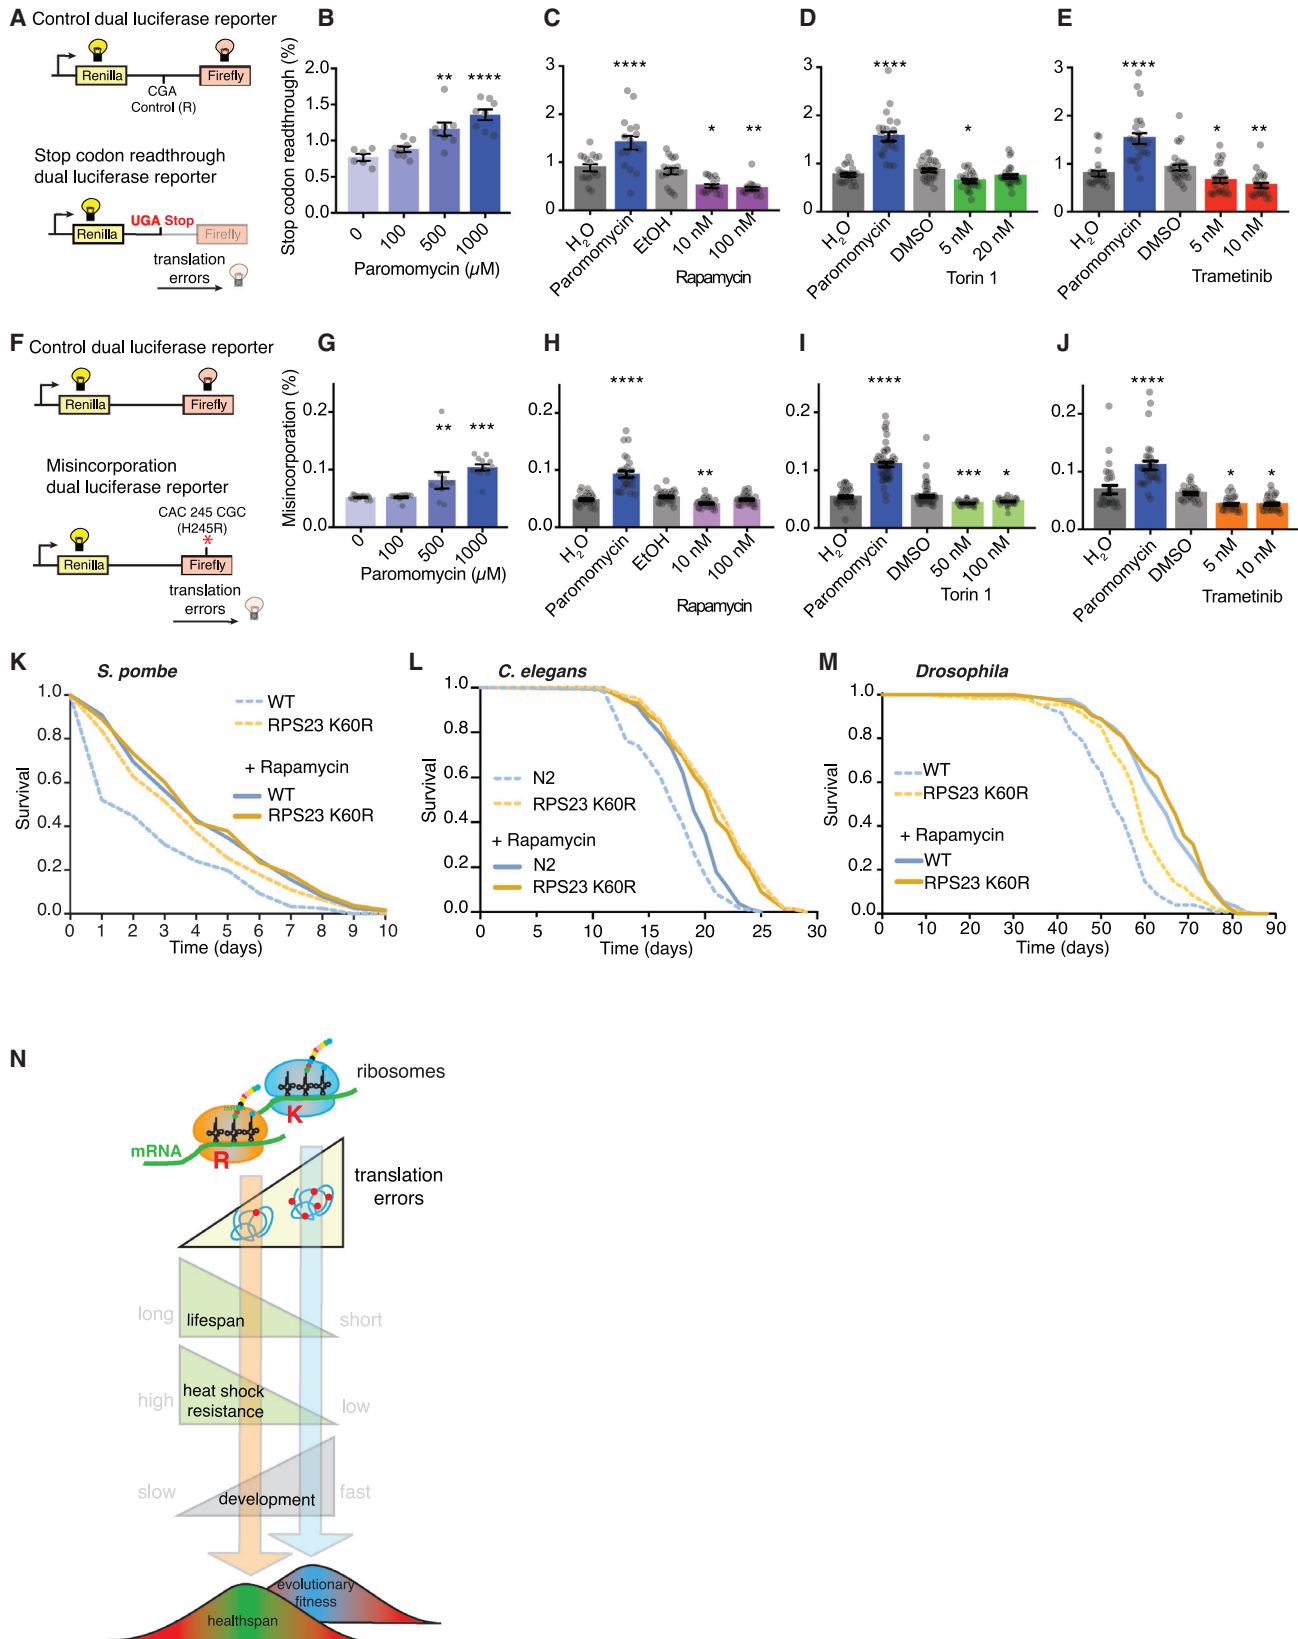 A Control dual luciferase reporter
Renilla
Firefly
CGA
Control (R)
Stop codon readthrough
dual luciferase reporter
UGA Stop
Renilla
Firefly
translation
errors
B
Stop codon readthrough (%)
2.0
1.5
1.0
0.5
0.0
** ****
0 100 500 1000
Paromomycin (µM)
C
3
2
1
0
**** * **
H2O Paromomycin EtOH 10 nM 100 nM
Rapamycin
D
3
2
1
0
**** *
H2O Paromomycin DMSO 5 nM 20 nM
Torin 1
E
3
2
1
0
**** * **
H2O Paromomycin DMSO 5 nM 10 nM
Trametinib
F Control dual luciferase reporter
Renilla
Firefly
Misincorporation
dual luciferase reporter
CAC 245 CGC
(H245R)
*
Renilla
Firefly
translation
errors
G
Misincorporation (%)
0.2
0.1
0.0
** ***
0 100 500 1000
Paromomycin (µM)
H
0.2
0.1
0
**** **
H2O Paromomycin EtOH 10 nM 100 nM
Rapamycin
I
0.2
0.1
0
**** *** *
H2O Paromomycin DMSO 50 nM 100 nM
Torin 1
J
0.2
0.1
0.0
**** * *
H2O Paromomycin DMSO 5 nM 10 nM
Trametinib
K S. pombe
Survival
1.0
0.8
0.6
0.4
0.2
0.0
WT
RPS23 K60R
+ Rapamycin
WT
RPS23 K60R
0 1 2 3 4 5 6 7 8 9 10
Time (days)
L C. elegans
Survival
1.0
0.8
0.6
0.4
0.2
0.0
N2
RPS23 K60R
+ Rapamycin
N2
RPS23 K60R
0 5 10 15 20 25 30
Time (days)
M Drosophila
Survival
1.0
0.8
0.6
0.4
0.2
0.0
WT
RPS23 K60R
+ Rapamycin
WT
RPS23 K60R
0 10 20 30 40 50 60 70 80 90
Time (days)
N
ribosomes
K
mRNA
mRNA
R
translation
errors
long lifespan short
high heat shock
resistance low
slow development fast
evolutionary
fitness
healthspan